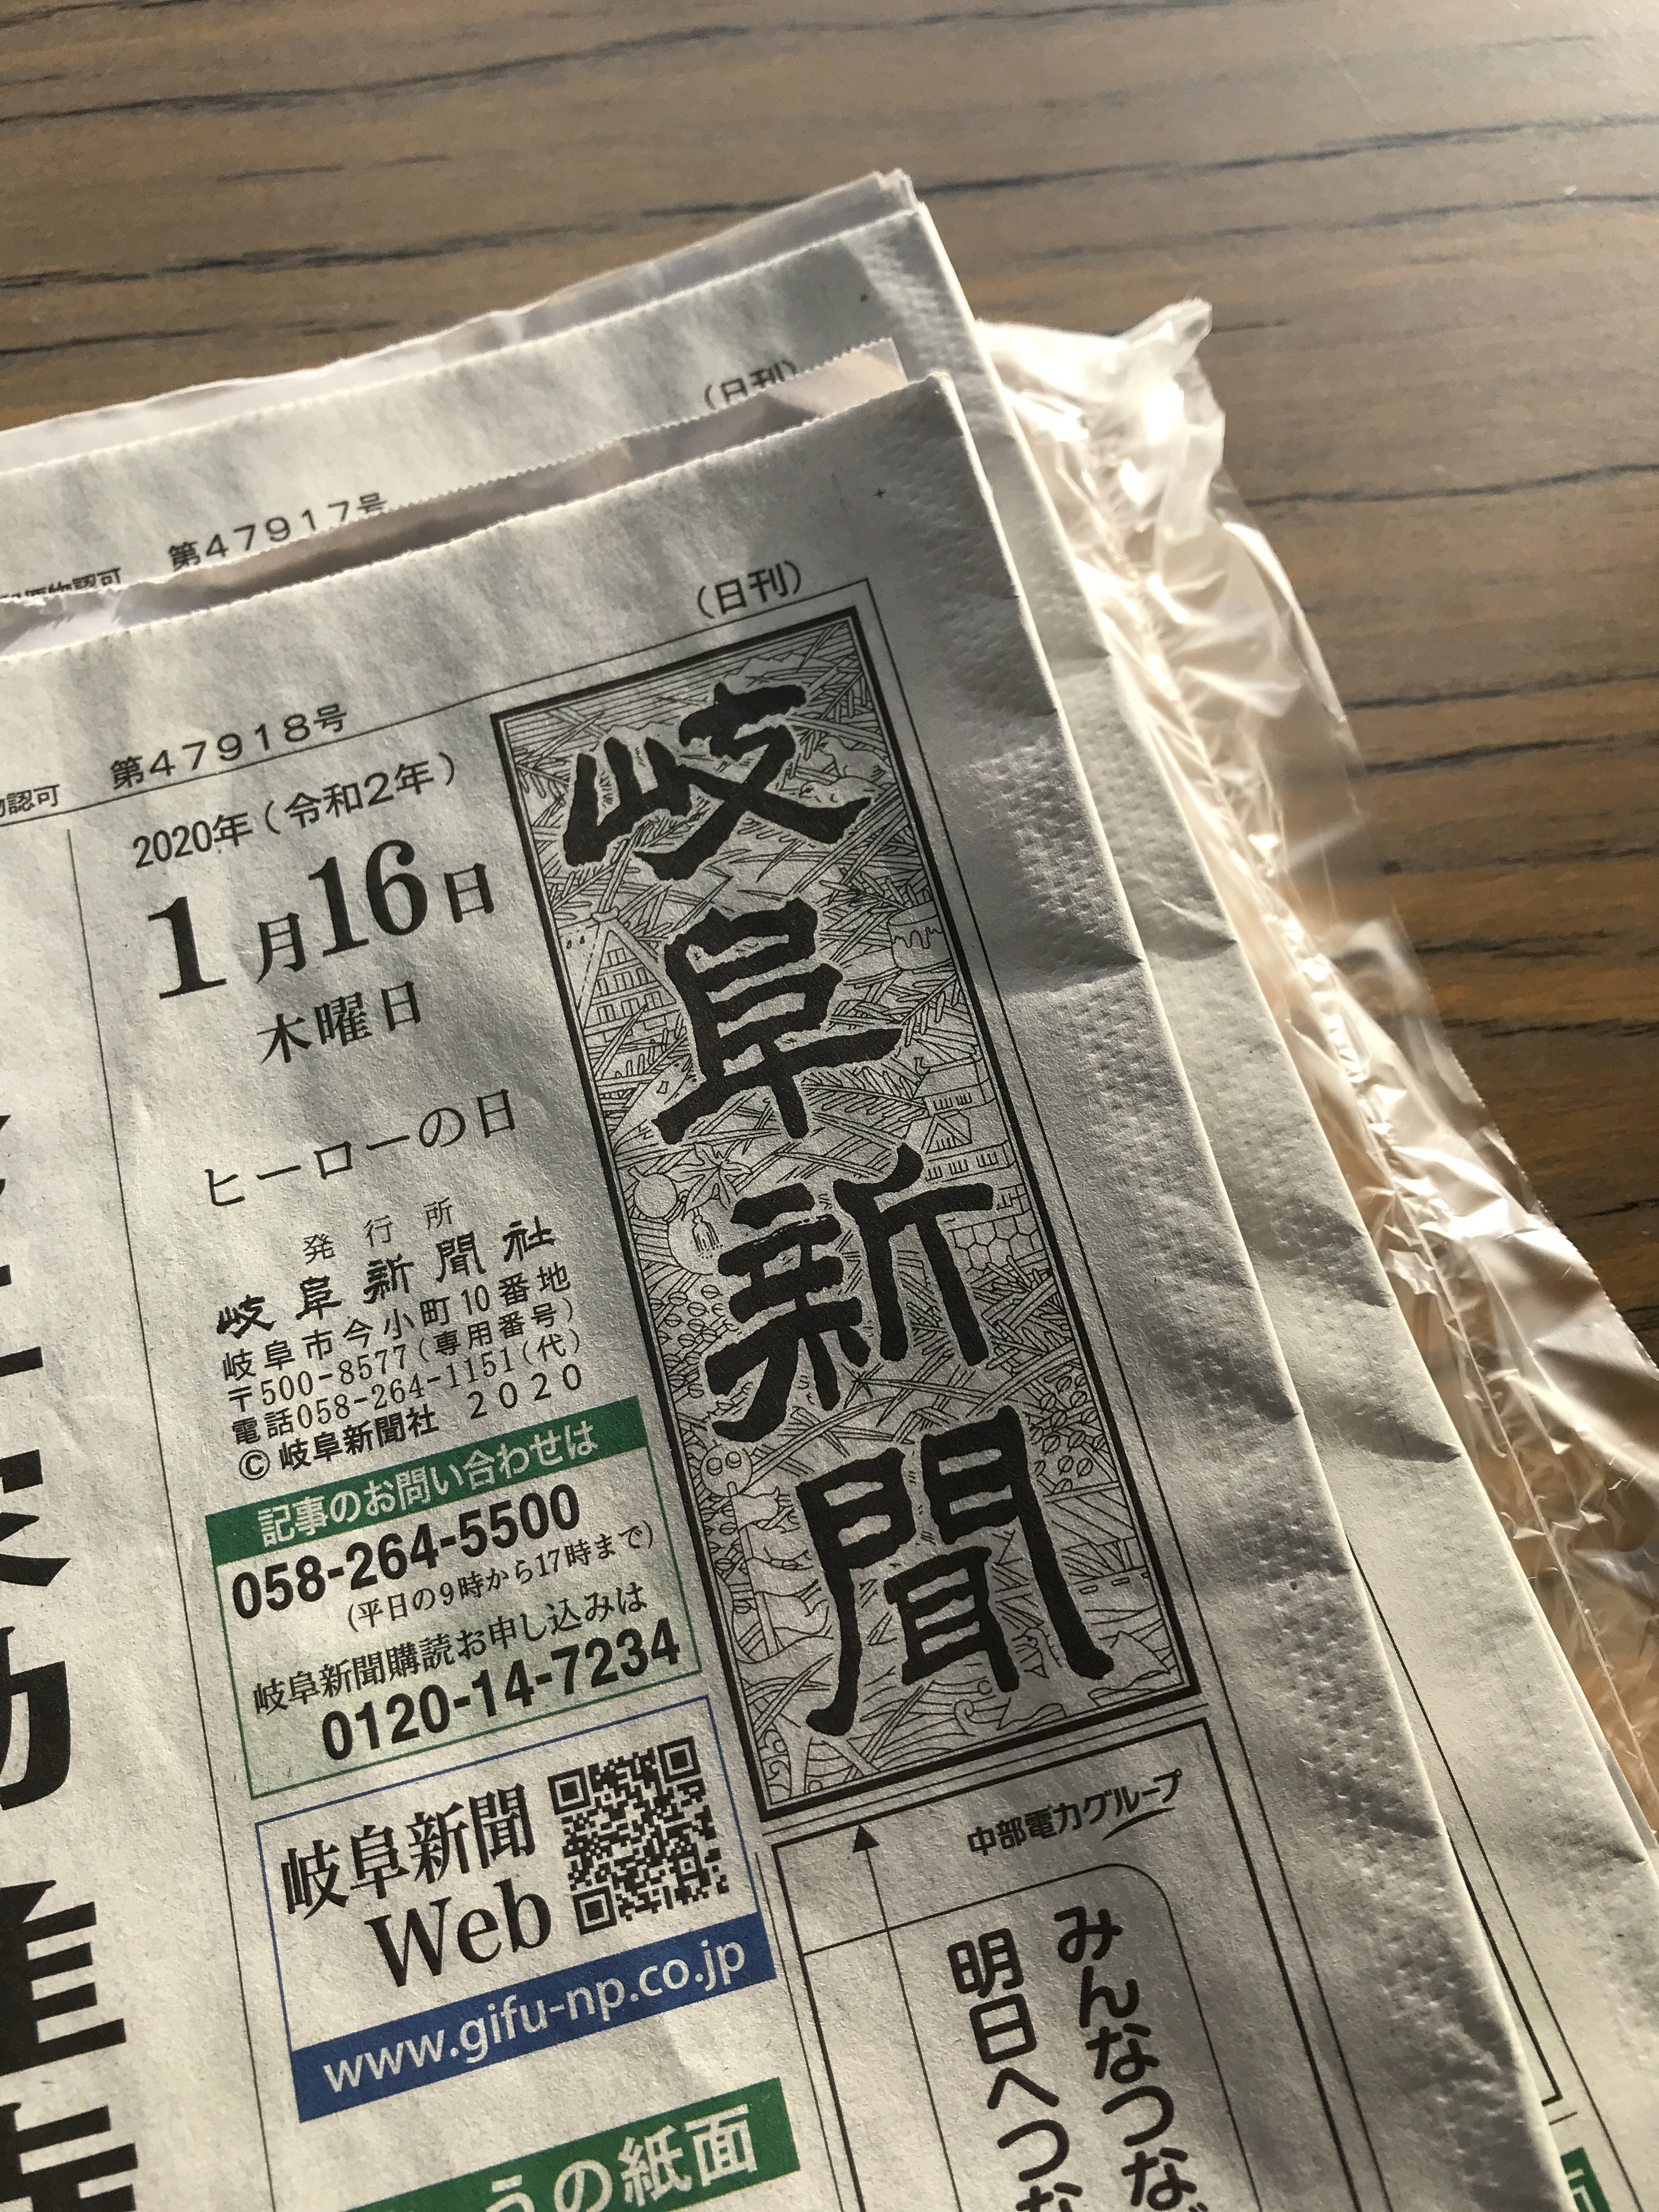 (日刊)
第47917号
(日刊)
第47918号
物認可
岐阜新聞
2020年(令和2年)
1月16日
木曜日
ヒーローの日
発行所
岐阜新聞社
岐阜市今小町10番地
〒500-8577(専用番号)
電話058-264-1151(代)
©岐阜新聞社 2020
記事のお問い合わせは
058-264-5500
(平日の9時から17時まで)
岐阜新聞購読お申し込みは
0120-14-7234
岐阜新聞
Web
www.gifu-np.co.jp
うの紙面
中部電力グループ
みんなつな
明日へつな